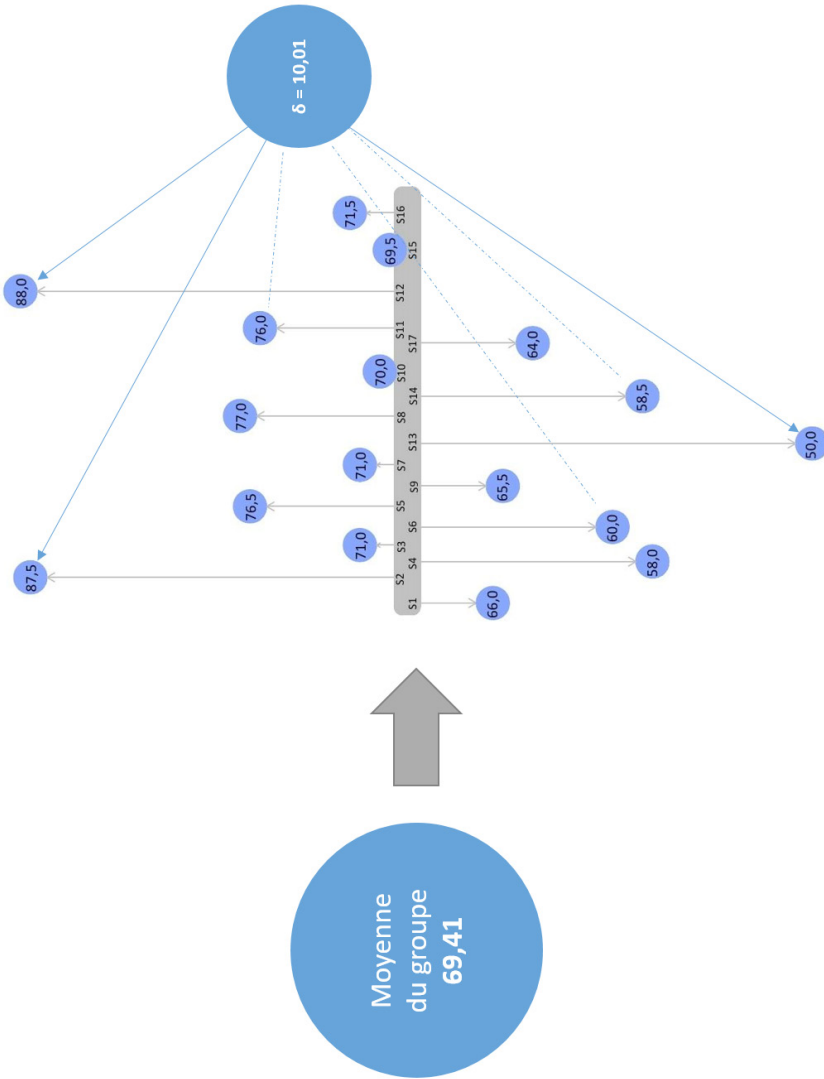 Moyenne
du groupe
69,41
δ = 10,01
88,0
87,5
76,0
71,5
77,0
76,5
69,5
70,0
71,0
71,0
S1
S2
S3
S4
S5
S6
S9
S7
S13
S8
S14
S10
S17
S11
S12
S15
S16
66,0
65,5
64,0
60,0
58,5
58,0
50,0